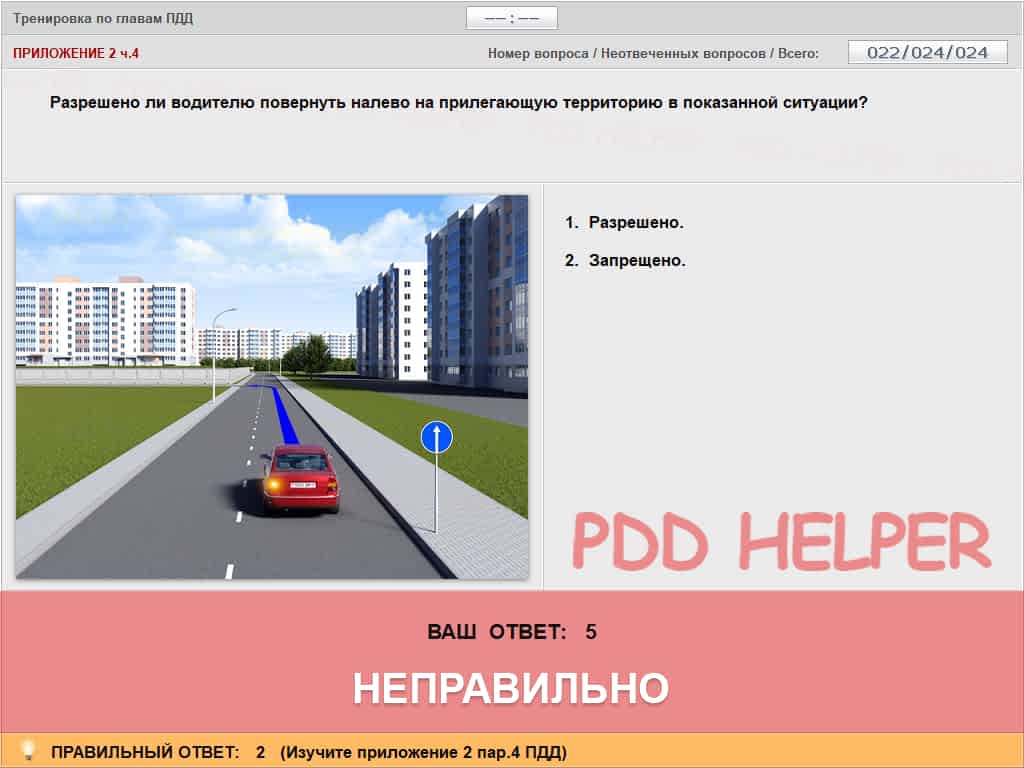 Тренировка по главам ПДД
—— : ——
ПРИЛОЖЕНИЕ 2 ч.4
Номер вопроса / Неотвеченных вопросов / Всего:
022/024/024
Разрешено ли водителю повернуть налево на прилегающую территорию в показанной ситуации?
1. Разрешено.
2. Запрещено.
PDD HELPER
ВАШ ОТВЕТ: 5
НЕПРАВИЛЬНО
ПРАВИЛЬНЫЙ ОТВЕТ: 2 (Изучите приложение 2 пар.4 ПДД)